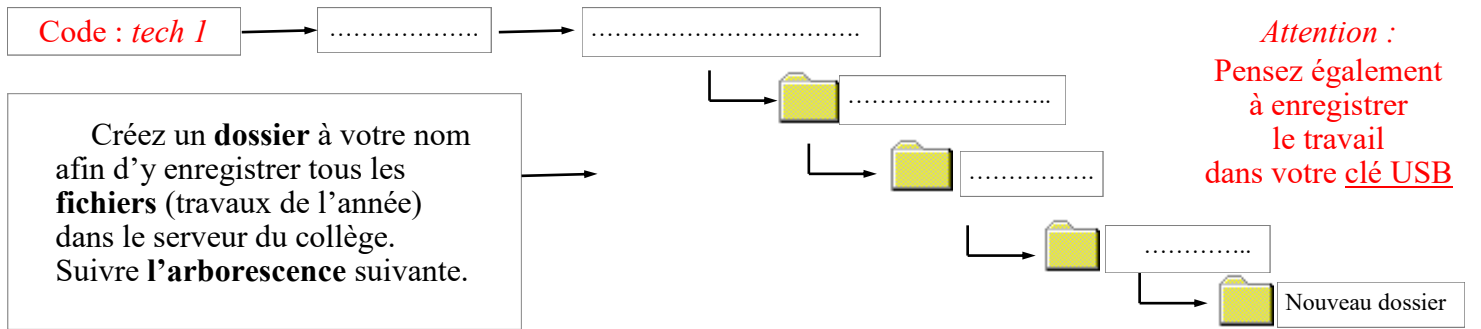 Code : tech 1
……………….
…………………………….
Attention :
Pensez également
à enregistrer
le travail
dans votre clé USB
……………………..
Créez un dossier à votre nom
afin d’y enregistrer tous les
fichiers (travaux de l’année)
dans le serveur du collège.
Suivre l’arborescence suivante.
…………….
…………..
Nouveau dossier